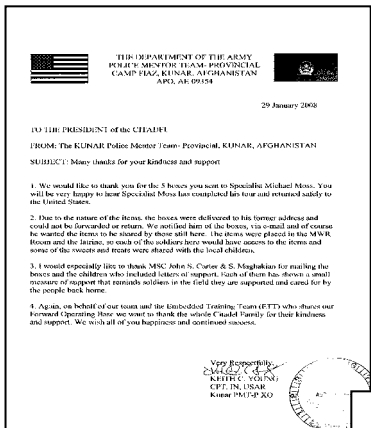 THE DEPARTMENT OF THE ARMY
POLICE MENTOR TEAM- PROVINCIAL
CAMP FIAZ, KUNAR, AFGHANISTAN
APO, AE 09354
29 January 2008
TO THE PRESIDENT of the CITADEL
FROM: The KUNAR Police Mentor Team- Provincial, KUNAR, AFGHANISTAN
SUBJECT: Many thanks for your kindness and support
1. We would like to thank you for the 5 boxes you sent to Specialist Michael Moss. You
will be very happy to hear Specialist Moss has completed his tour and returned safely to
the United States.
2. Due to the nature of the items, the boxes were delivered to his former address and
could not be forwarded or return. We notified him of the boxes, via e-mail and of course
he wanted the items to be shared by those still here. The items were placed in the MWR
Room and the latrine, so each of the soldiers here would have access to the items and
some of the sweets and treats were shared with the local children.
3. I would especially like to thank MSC John S. Carter & S. Maghakian for mailing the
boxes and the children who included letters of support. Each of them has shown a small
measure of support that reminds soldiers in the field they are supported and cared for by
the people back home.
4. Again, on behalf of our team and the Embedded Training Team (ETT) who shares our
Forward Operating Base we want to thank the whole Citadel Family for their kindness
and support. We wish all of you happiness and continued success.
Very Respectfully,
KEITH C. YOUNG
CPT, IN, USAR
Kunar PMT-P XO